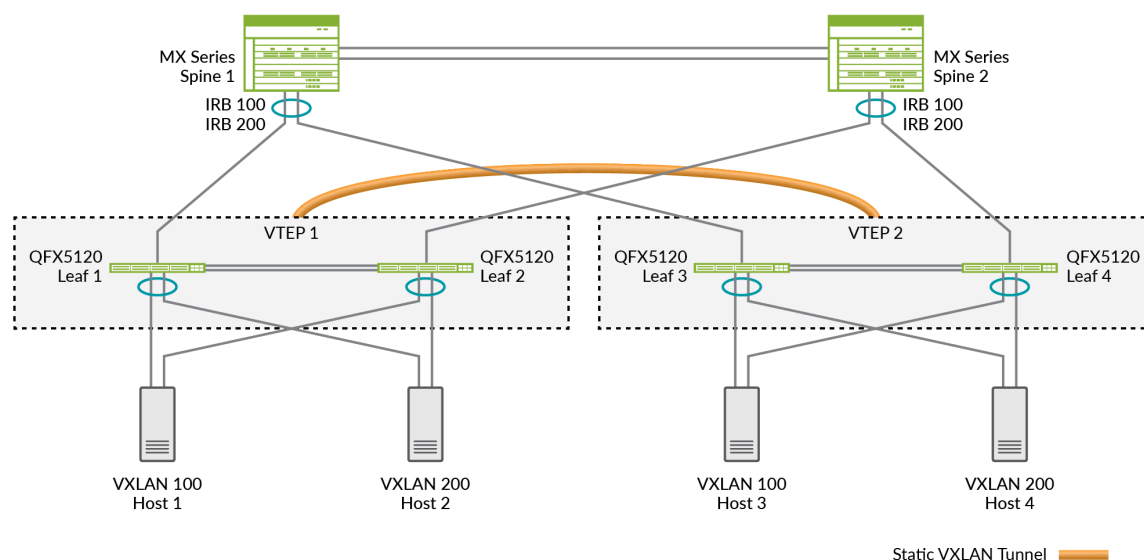 MX Series
Spine 1
MX Series
Spine 2
IRB 100
IRB 200
IRB 100
IRB 200
VTEP 1
VTEP 2
QFX5120
Leaf 1
QFX5120
Leaf 2
QFX5120
Leaf 3
QFX5120
Leaf 4
VXLAN 100
Host 1
VXLAN 200
Host 2
VXLAN 100
Host 3
VXLAN 200
Host 4
Static VXLAN Tunnel